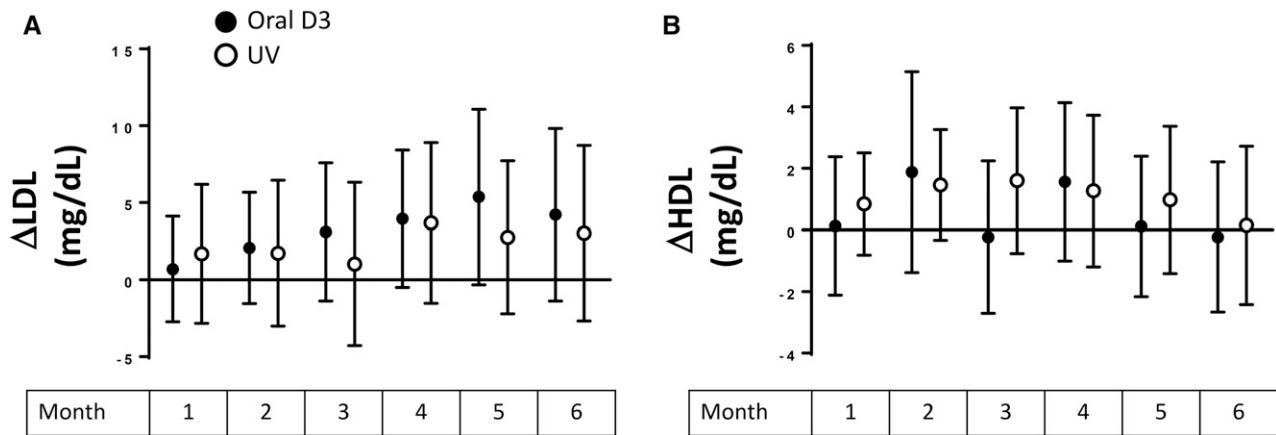 A
Oral D3
UV
ΔLDL
(mg/dL)
15
10
5
0
-5
Month 1 2 3 4 5 6
B
ΔHDL
(mg/dL)
6
4
2
0
-2
-4
Month 1 2 3 4 5 6